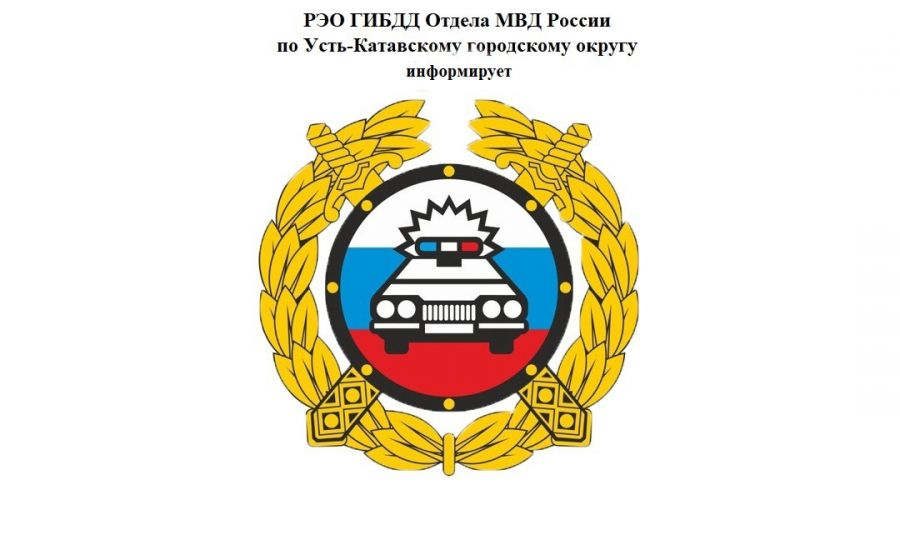 РЭО ГИБДД Отдела МВД России
по Усть-Катавскому городскому округу
информирует